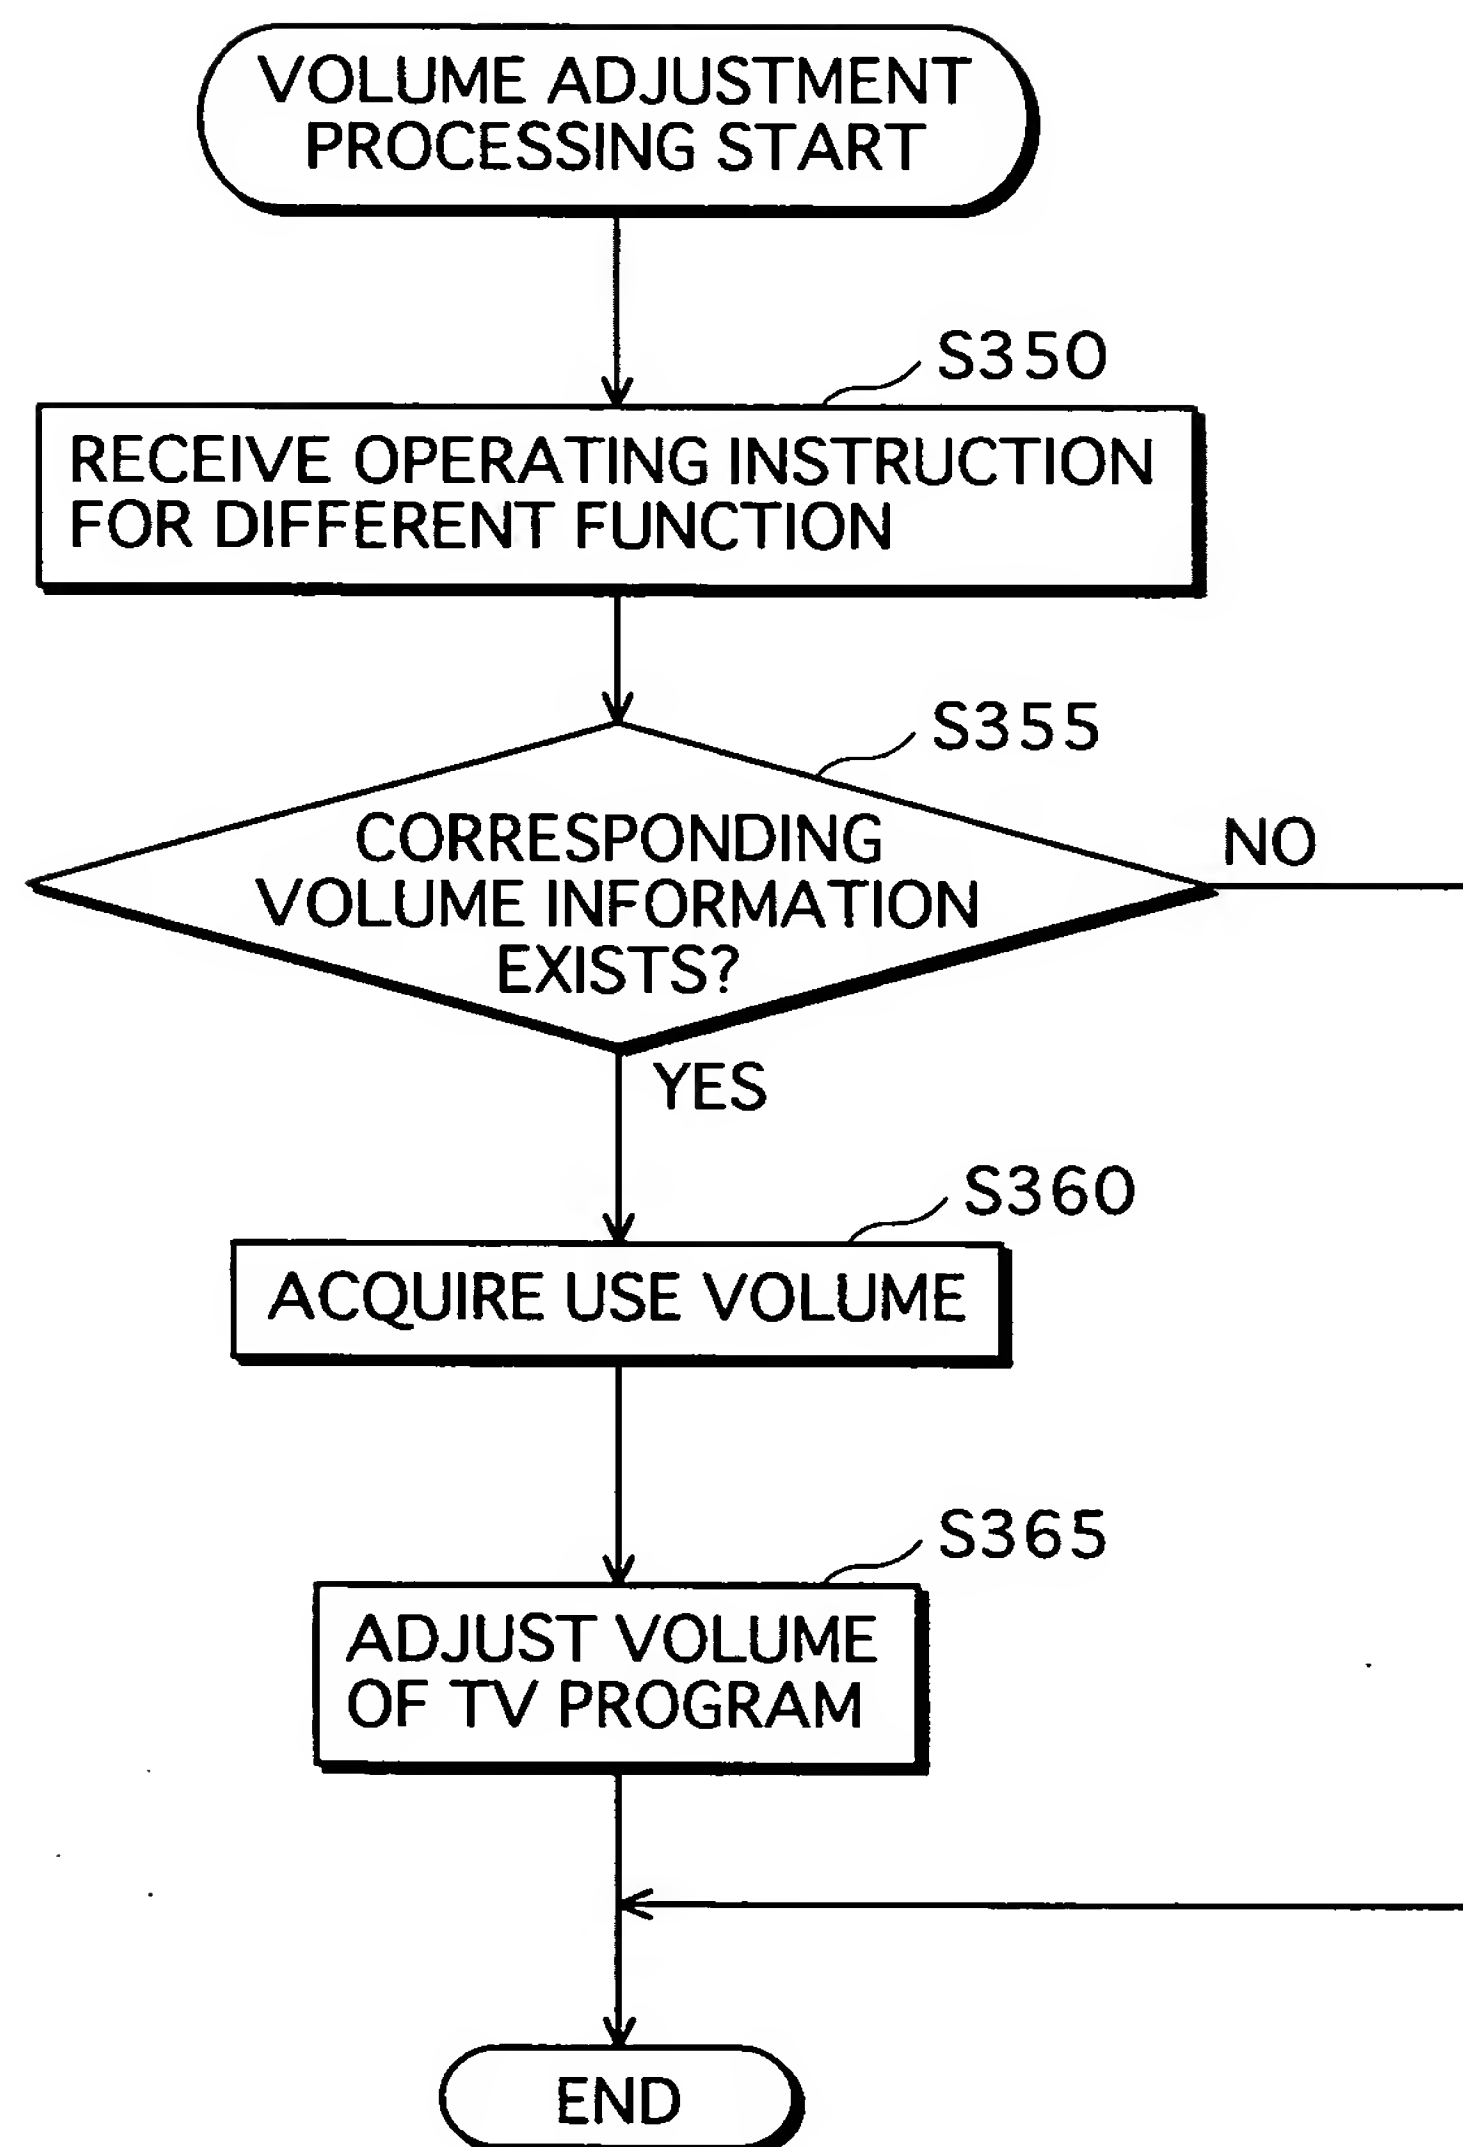 VOLUME ADJUSTMENT
PROCESSING START
S350
RECEIVE OPERATING INSTRUCTION
FOR DIFFERENT FUNCTION
S355
CORRESPONDING
VOLUME INFORMATION
EXISTS?
NO
YES
S360
ACQUIRE USE VOLUME
S365
ADJUST VOLUME
OF TV PROGRAM
END